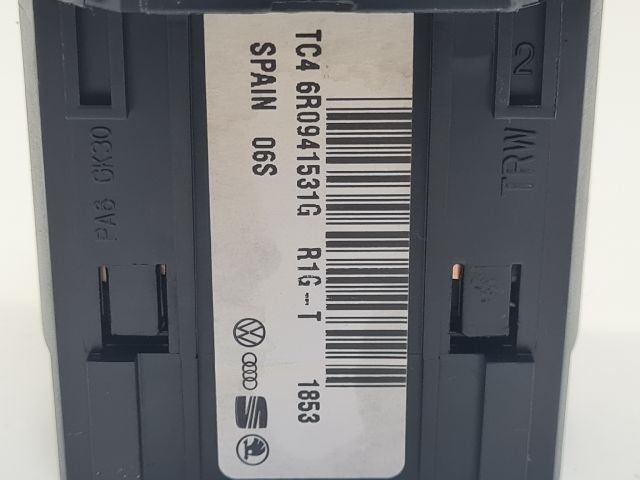 TC4 6R0941531G R1G-T 1853
SPAIN 06S
PA6 GK30
TRW
2